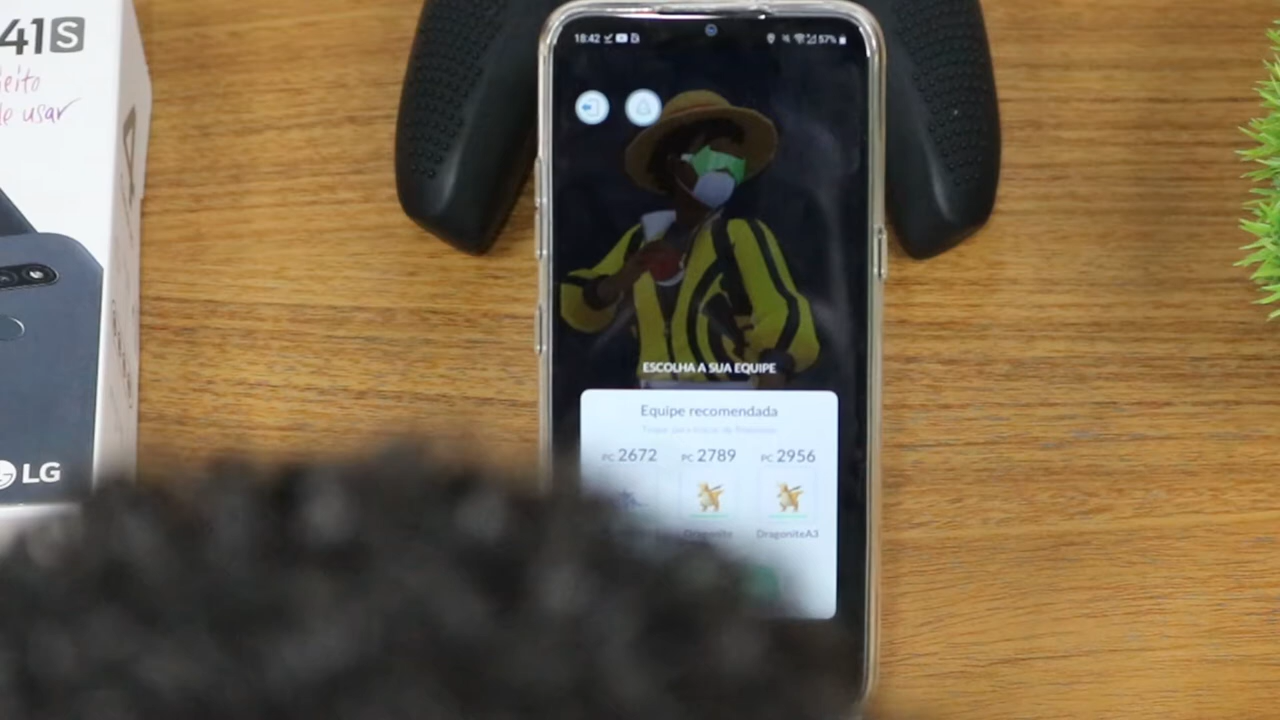 41S
eito
de usar
LG
18:42
57%
ESCOLHA A SUA EQUIPE
Equipe recomendada
PC 2672 PC 2789 PC 2956
Dragonite DragoniteA3